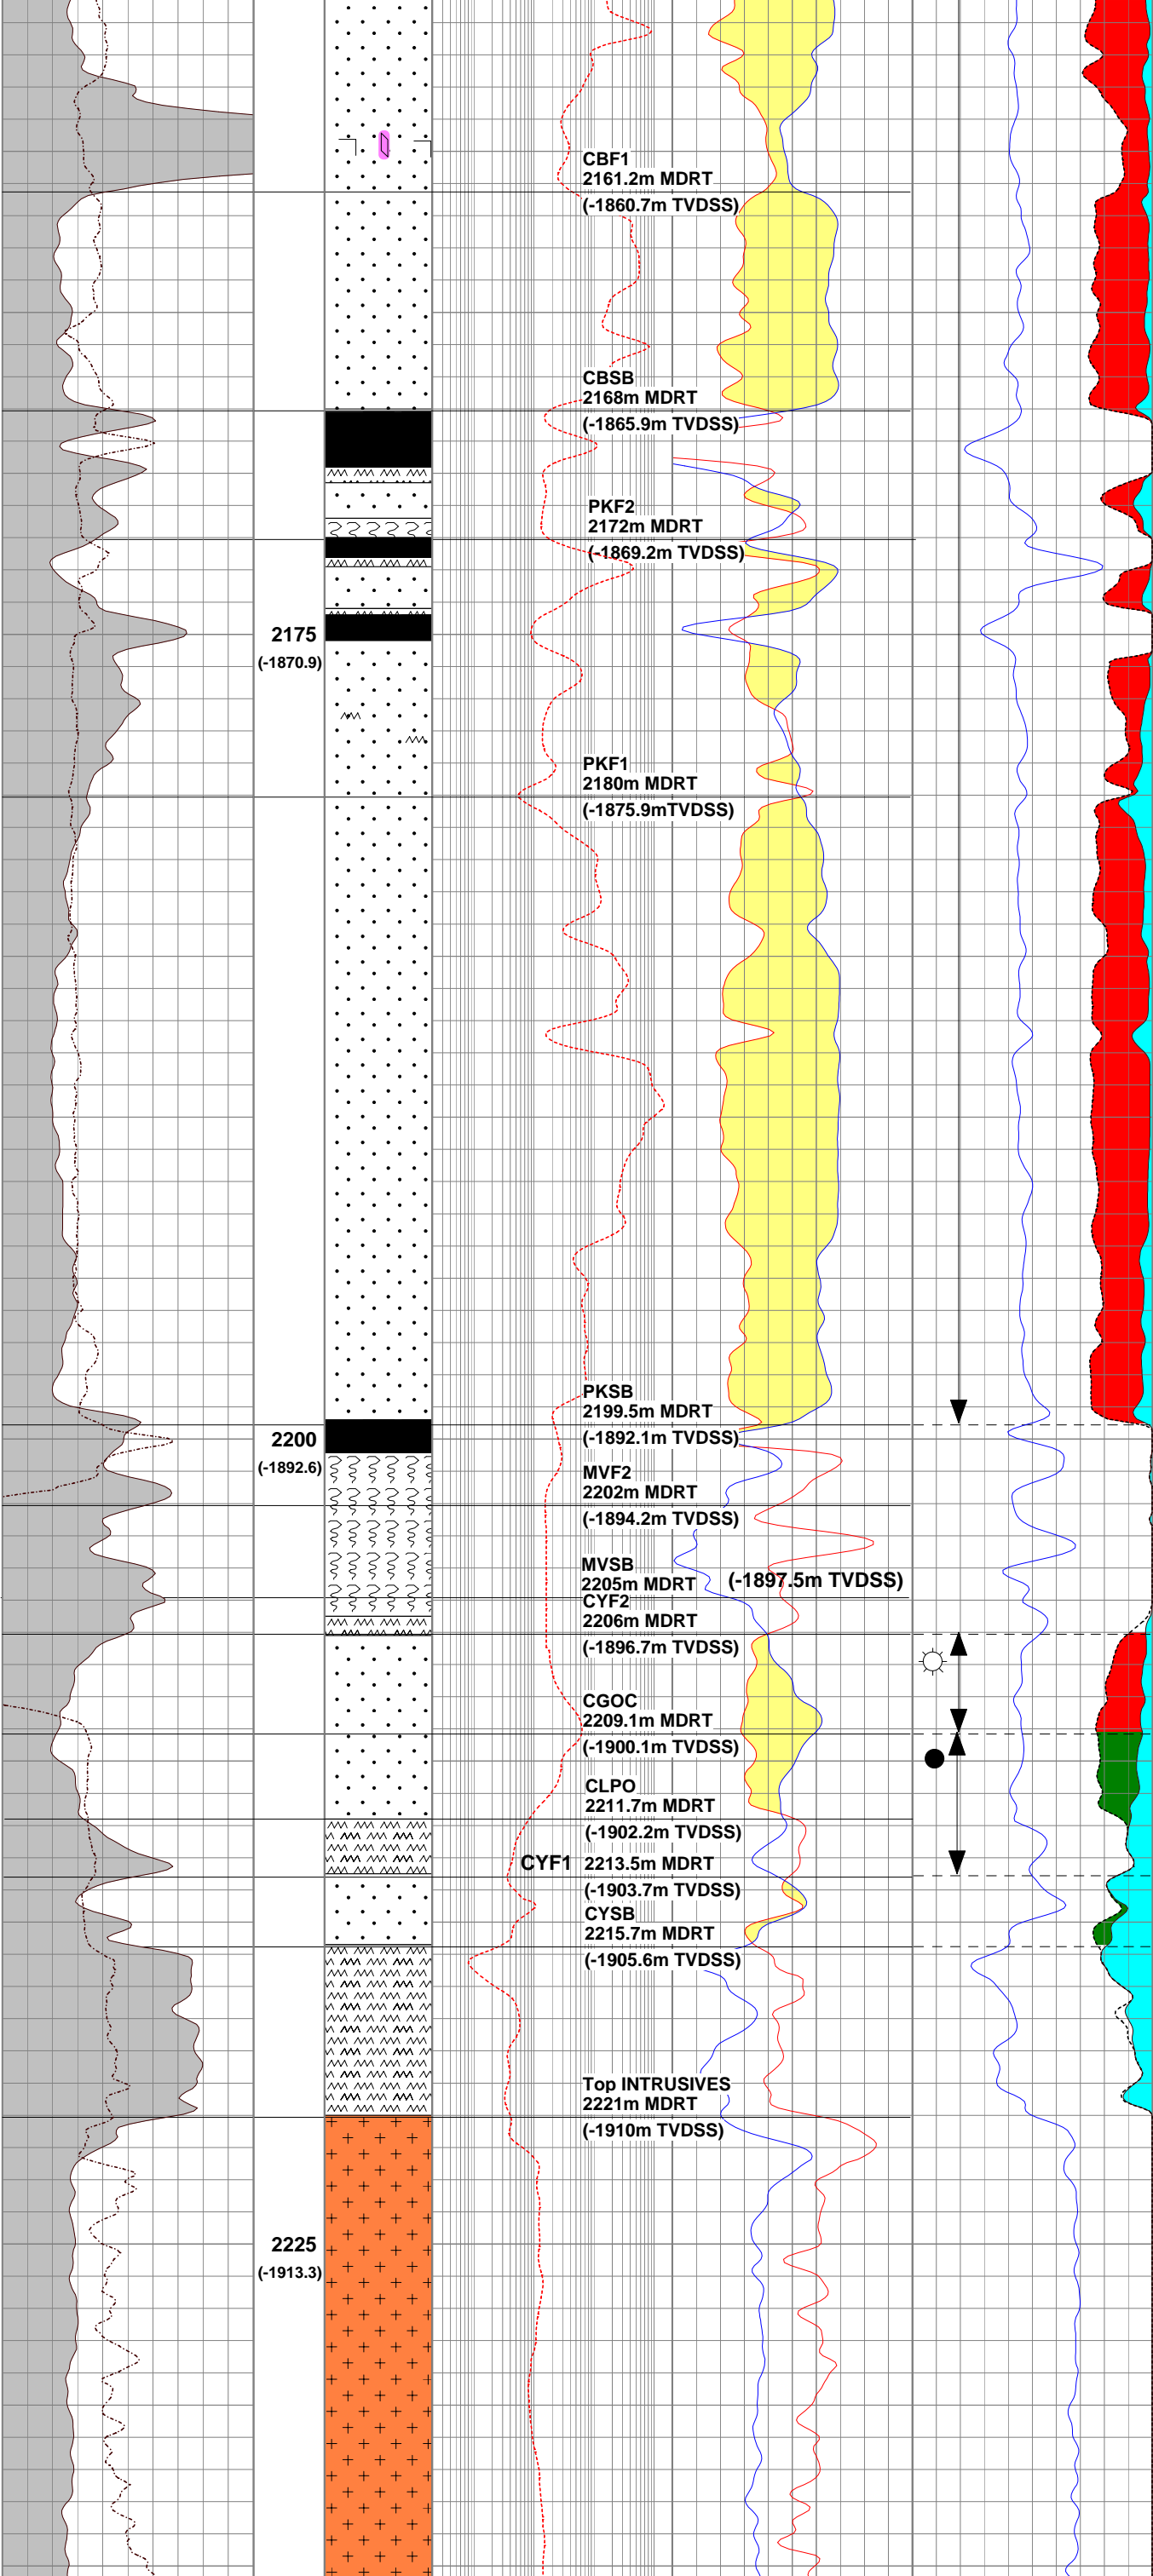 CBF1
2161.2m MDRT
(-1860.7m TVDSS)
CBSB
2168m MDRT
(-1865.9m TVDSS)
PKF2
2172m MDRT
(-1869.2m TVDSS)
2175
(-1870.9)
PKF1
2180m MDRT
(-1875.9mTVDSS)
PKSB
2199.5m MDRT
(-1892.1m TVDSS)
2200
(-1892.6)
MVF2
2202m MDRT
(-1894.2m TVDSS)
MVSB
2205m MDRT
(-1897.5m TVDSS)
CYF2
2206m MDRT
(-1896.7m TVDSS)
CGOC
2209.1m MDRT
(-1900.1m TVDSS)
CLPO
2211.7m MDRT
(-1902.2m TVDSS)
CYF1 2213.5m MDRT
(-1903.7m TVDSS)
CYSB
2215.7m MDRT
(-1905.6m TVDSS)
Top INTRUSIVES
2221m MDRT
(-1910m TVDSS)
2225
(-1913.3)